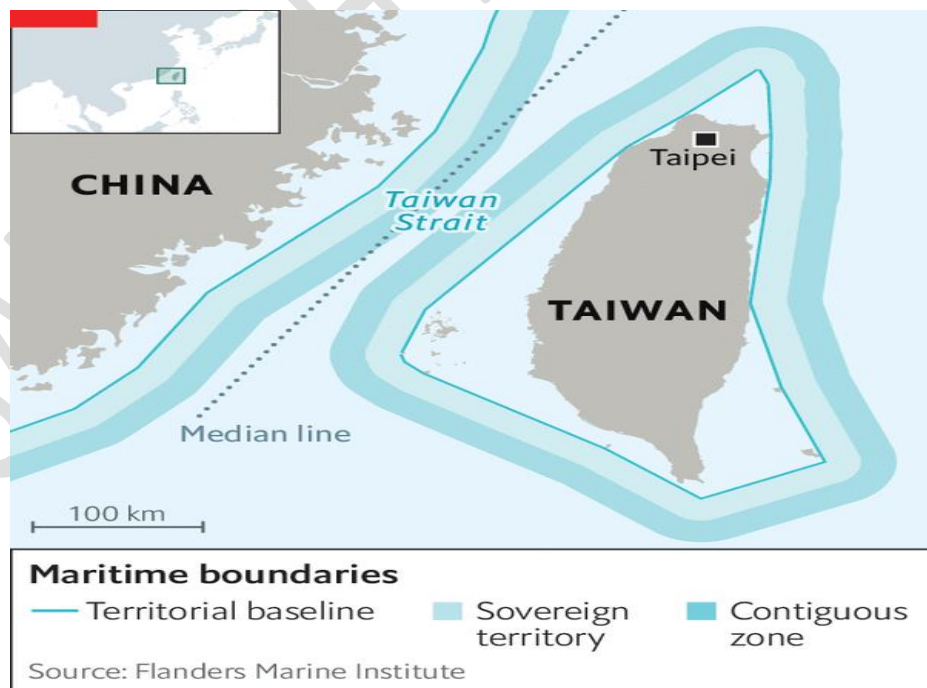 CHINA
Taiwan
Strait
Taipei
TAIWAN
Median line
100 km
Maritime boundaries
Territorial baseline
Sovereign
territory
Contiguous
zone
Source: Flanders Marine Institute